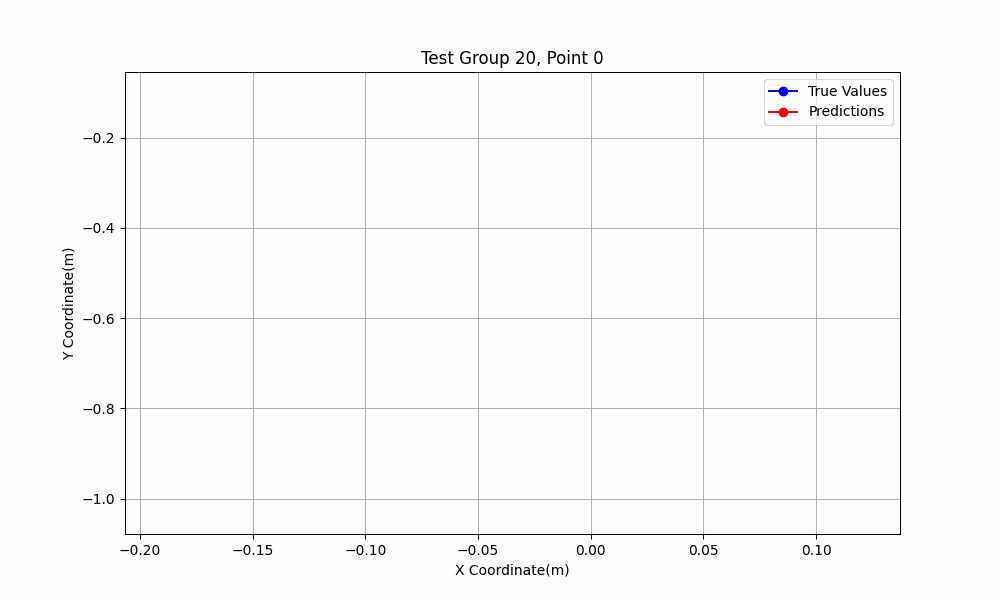 Test Group 20, Point 0
True Values
Predictions
−0.2
−0.4
−0.6
−0.8
−1.0
Y Coordinate(m)
−0.20
−0.15
−0.10
−0.05
0.00
0.05
0.10
X Coordinate(m)